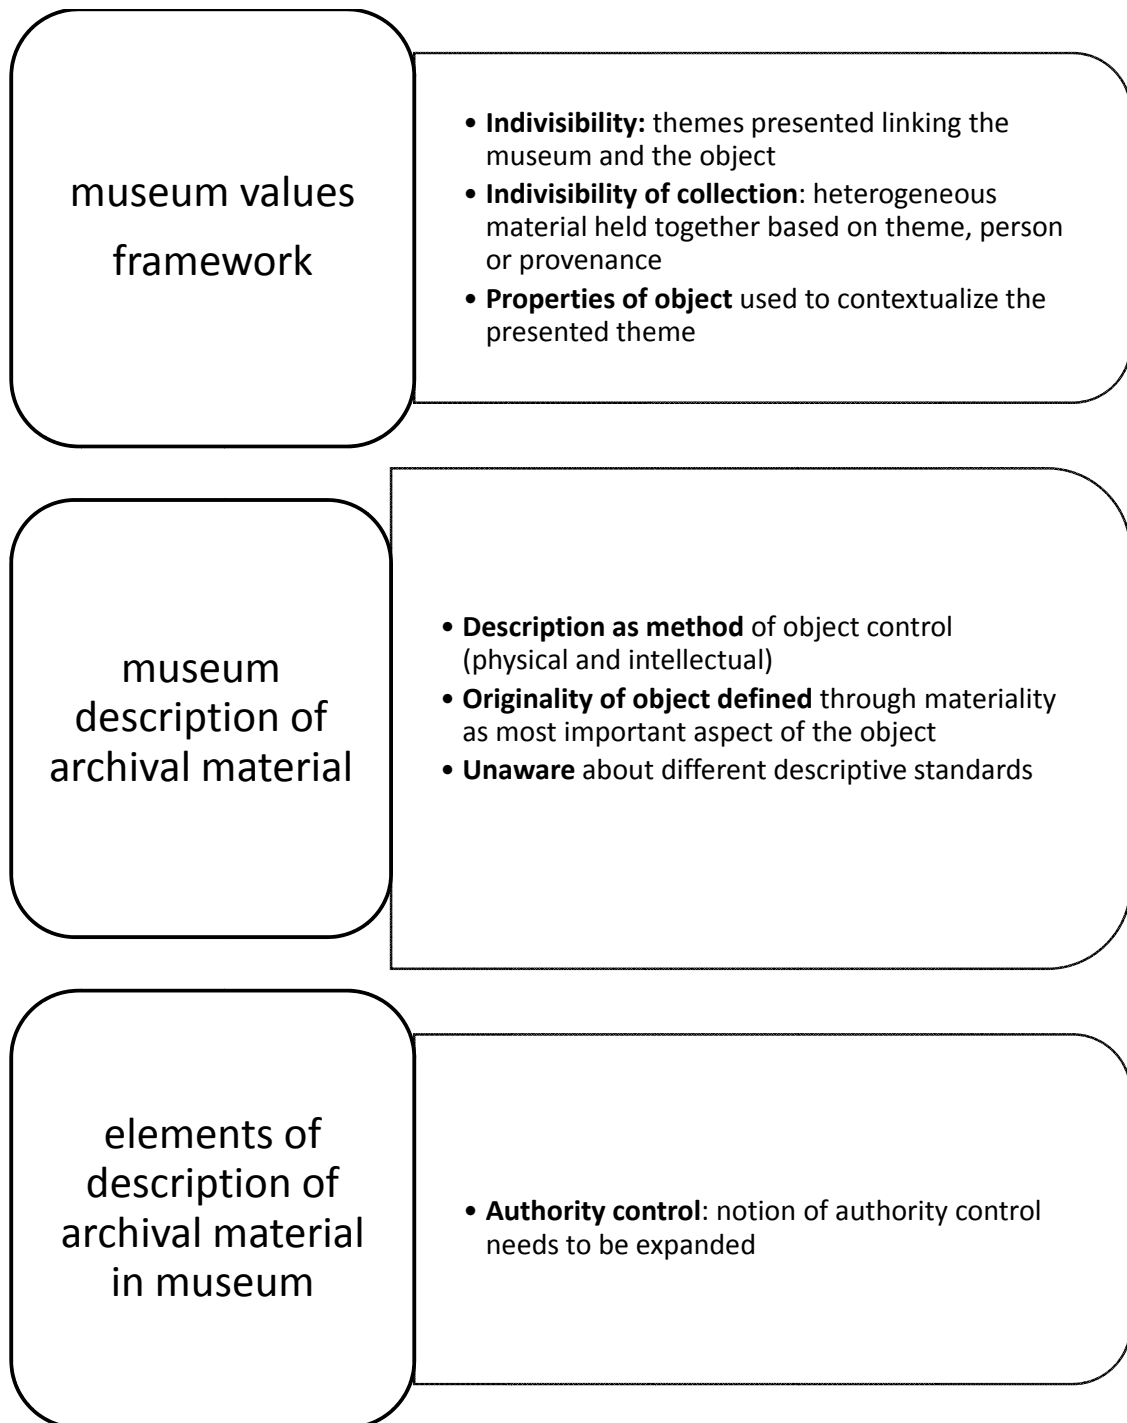 museum values
framework
• Indivisibility: themes presented linking the
museum and the object
• Indivisibility of collection: heterogeneous
material held together based on theme, person
or provenance
• Properties of object used to contextualize the
presented theme
museum
description of
archival material
• Description as method of object control
(physical and intellectual)
• Originality of object defined through materiality
as most important aspect of the object
• Unaware about different descriptive standards
elements of
description of
archival material
in museum
• Authority control: notion of authority control
needs to be expanded